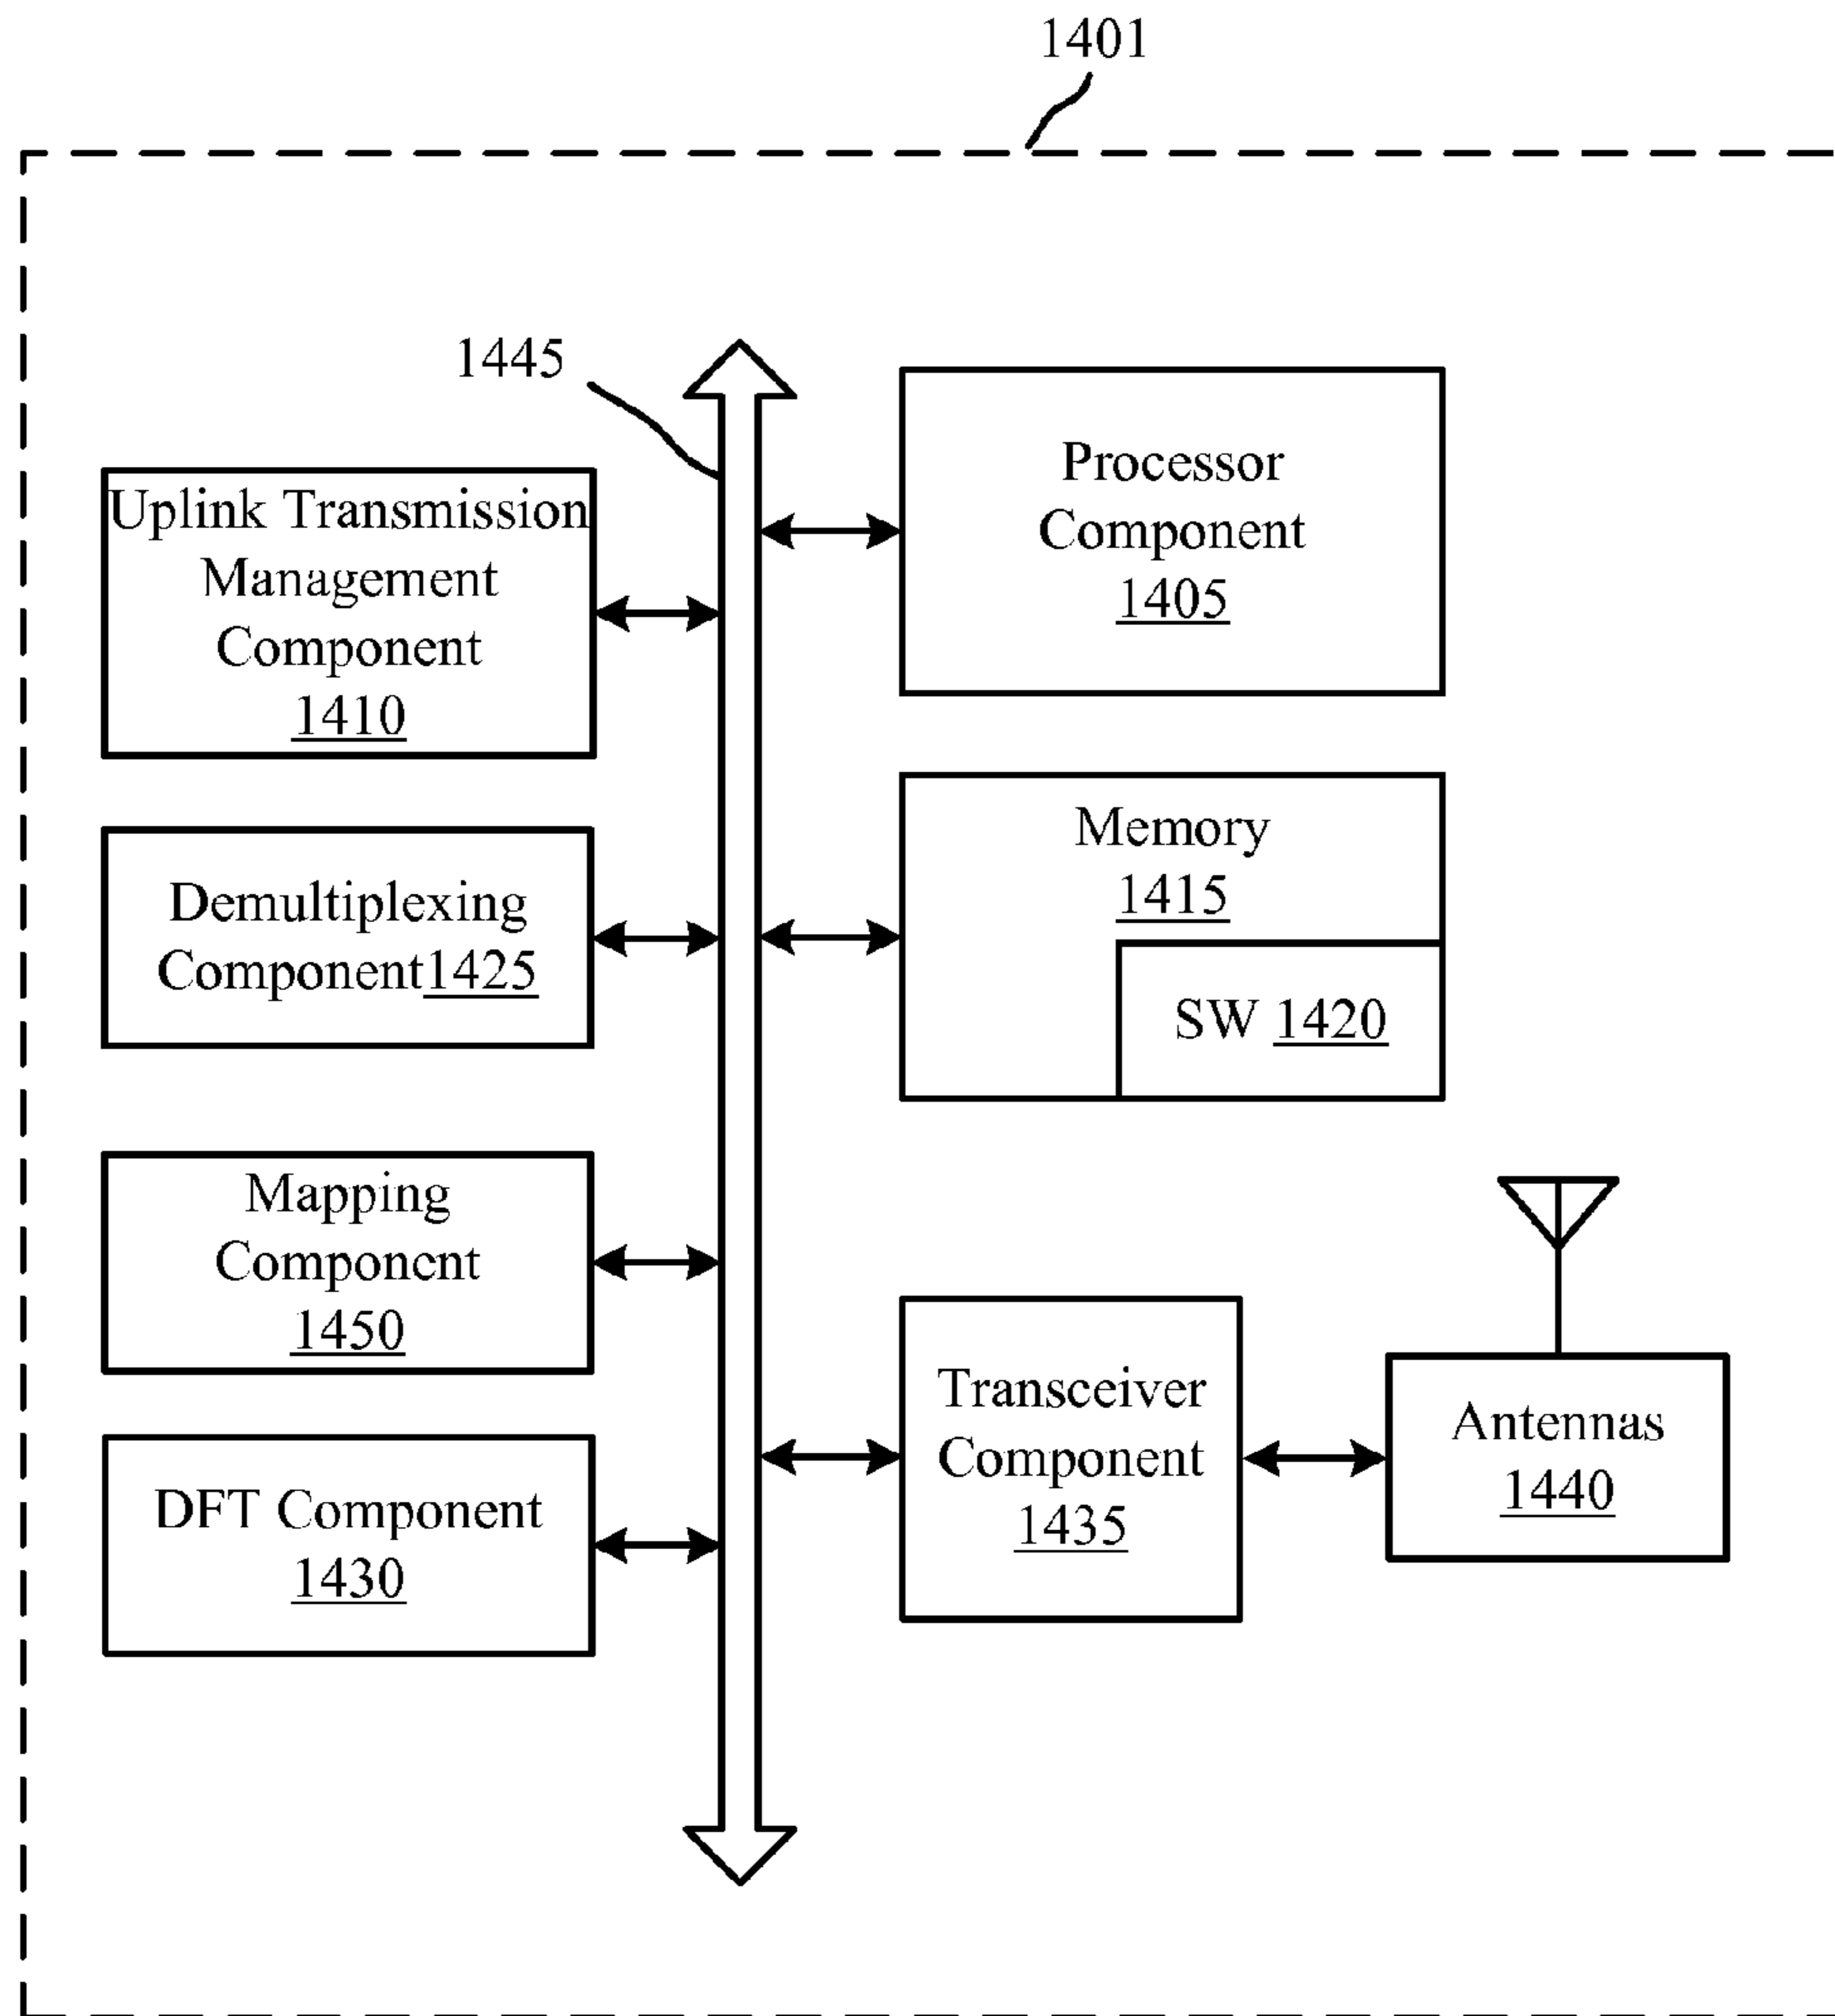 1401
1445
Uplink Transmission
Management
Component
1410
Processor
Component
1405
Demultiplexing
Component1425
Memory
1415
SW 1420
Mapping
Component
1450
Transceiver
Component
1435
Antennas
1440
DFT Component
1430